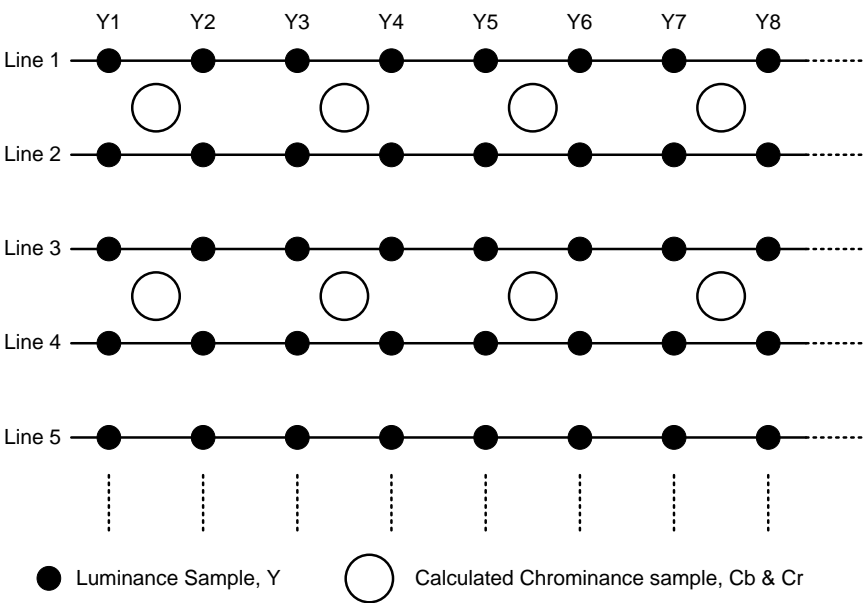 Y1 Y2 Y3 Y4 Y5 Y6 Y7 Y8
Line 1
Line 2
Line 3
Line 4
Line 5
Luminance Sample, Y
Calculated Chrominance sample, Cb & Cr